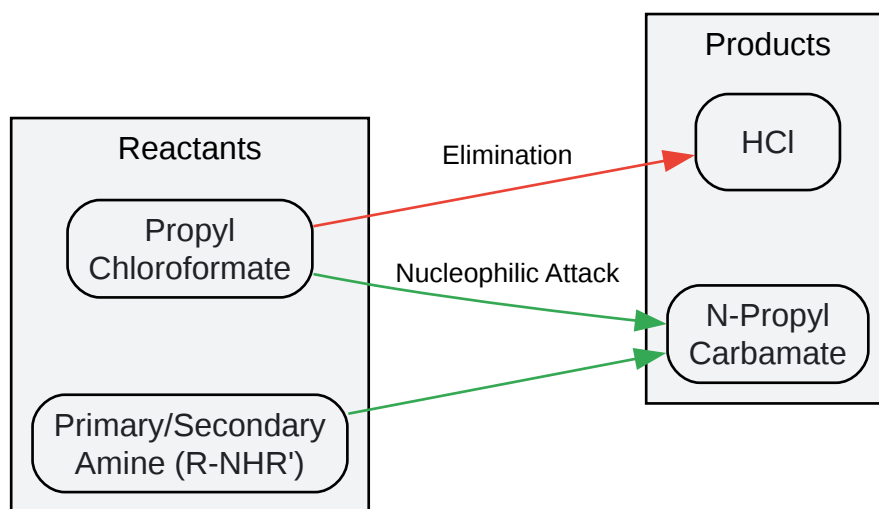 Reactants
Propyl
Chloroformate
Primary/Secondary
Amine (R-NHR')
Elimination
Nucleophilic Attack
Products
HCl
N-Propyl
Carbamate